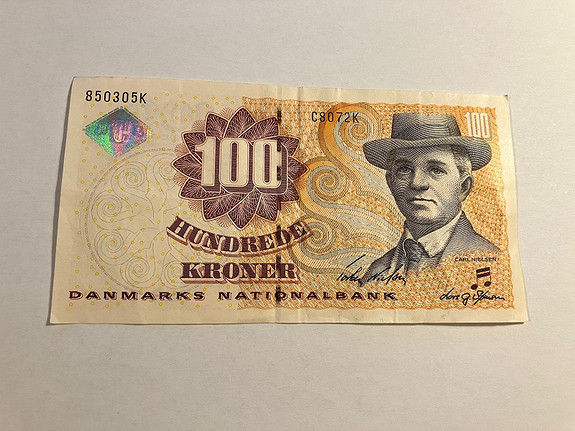 850305K
C8072K
100
100
HUNDREDE
KRONER
CARL NIELSEN
DANMARKS NATIONALBANK